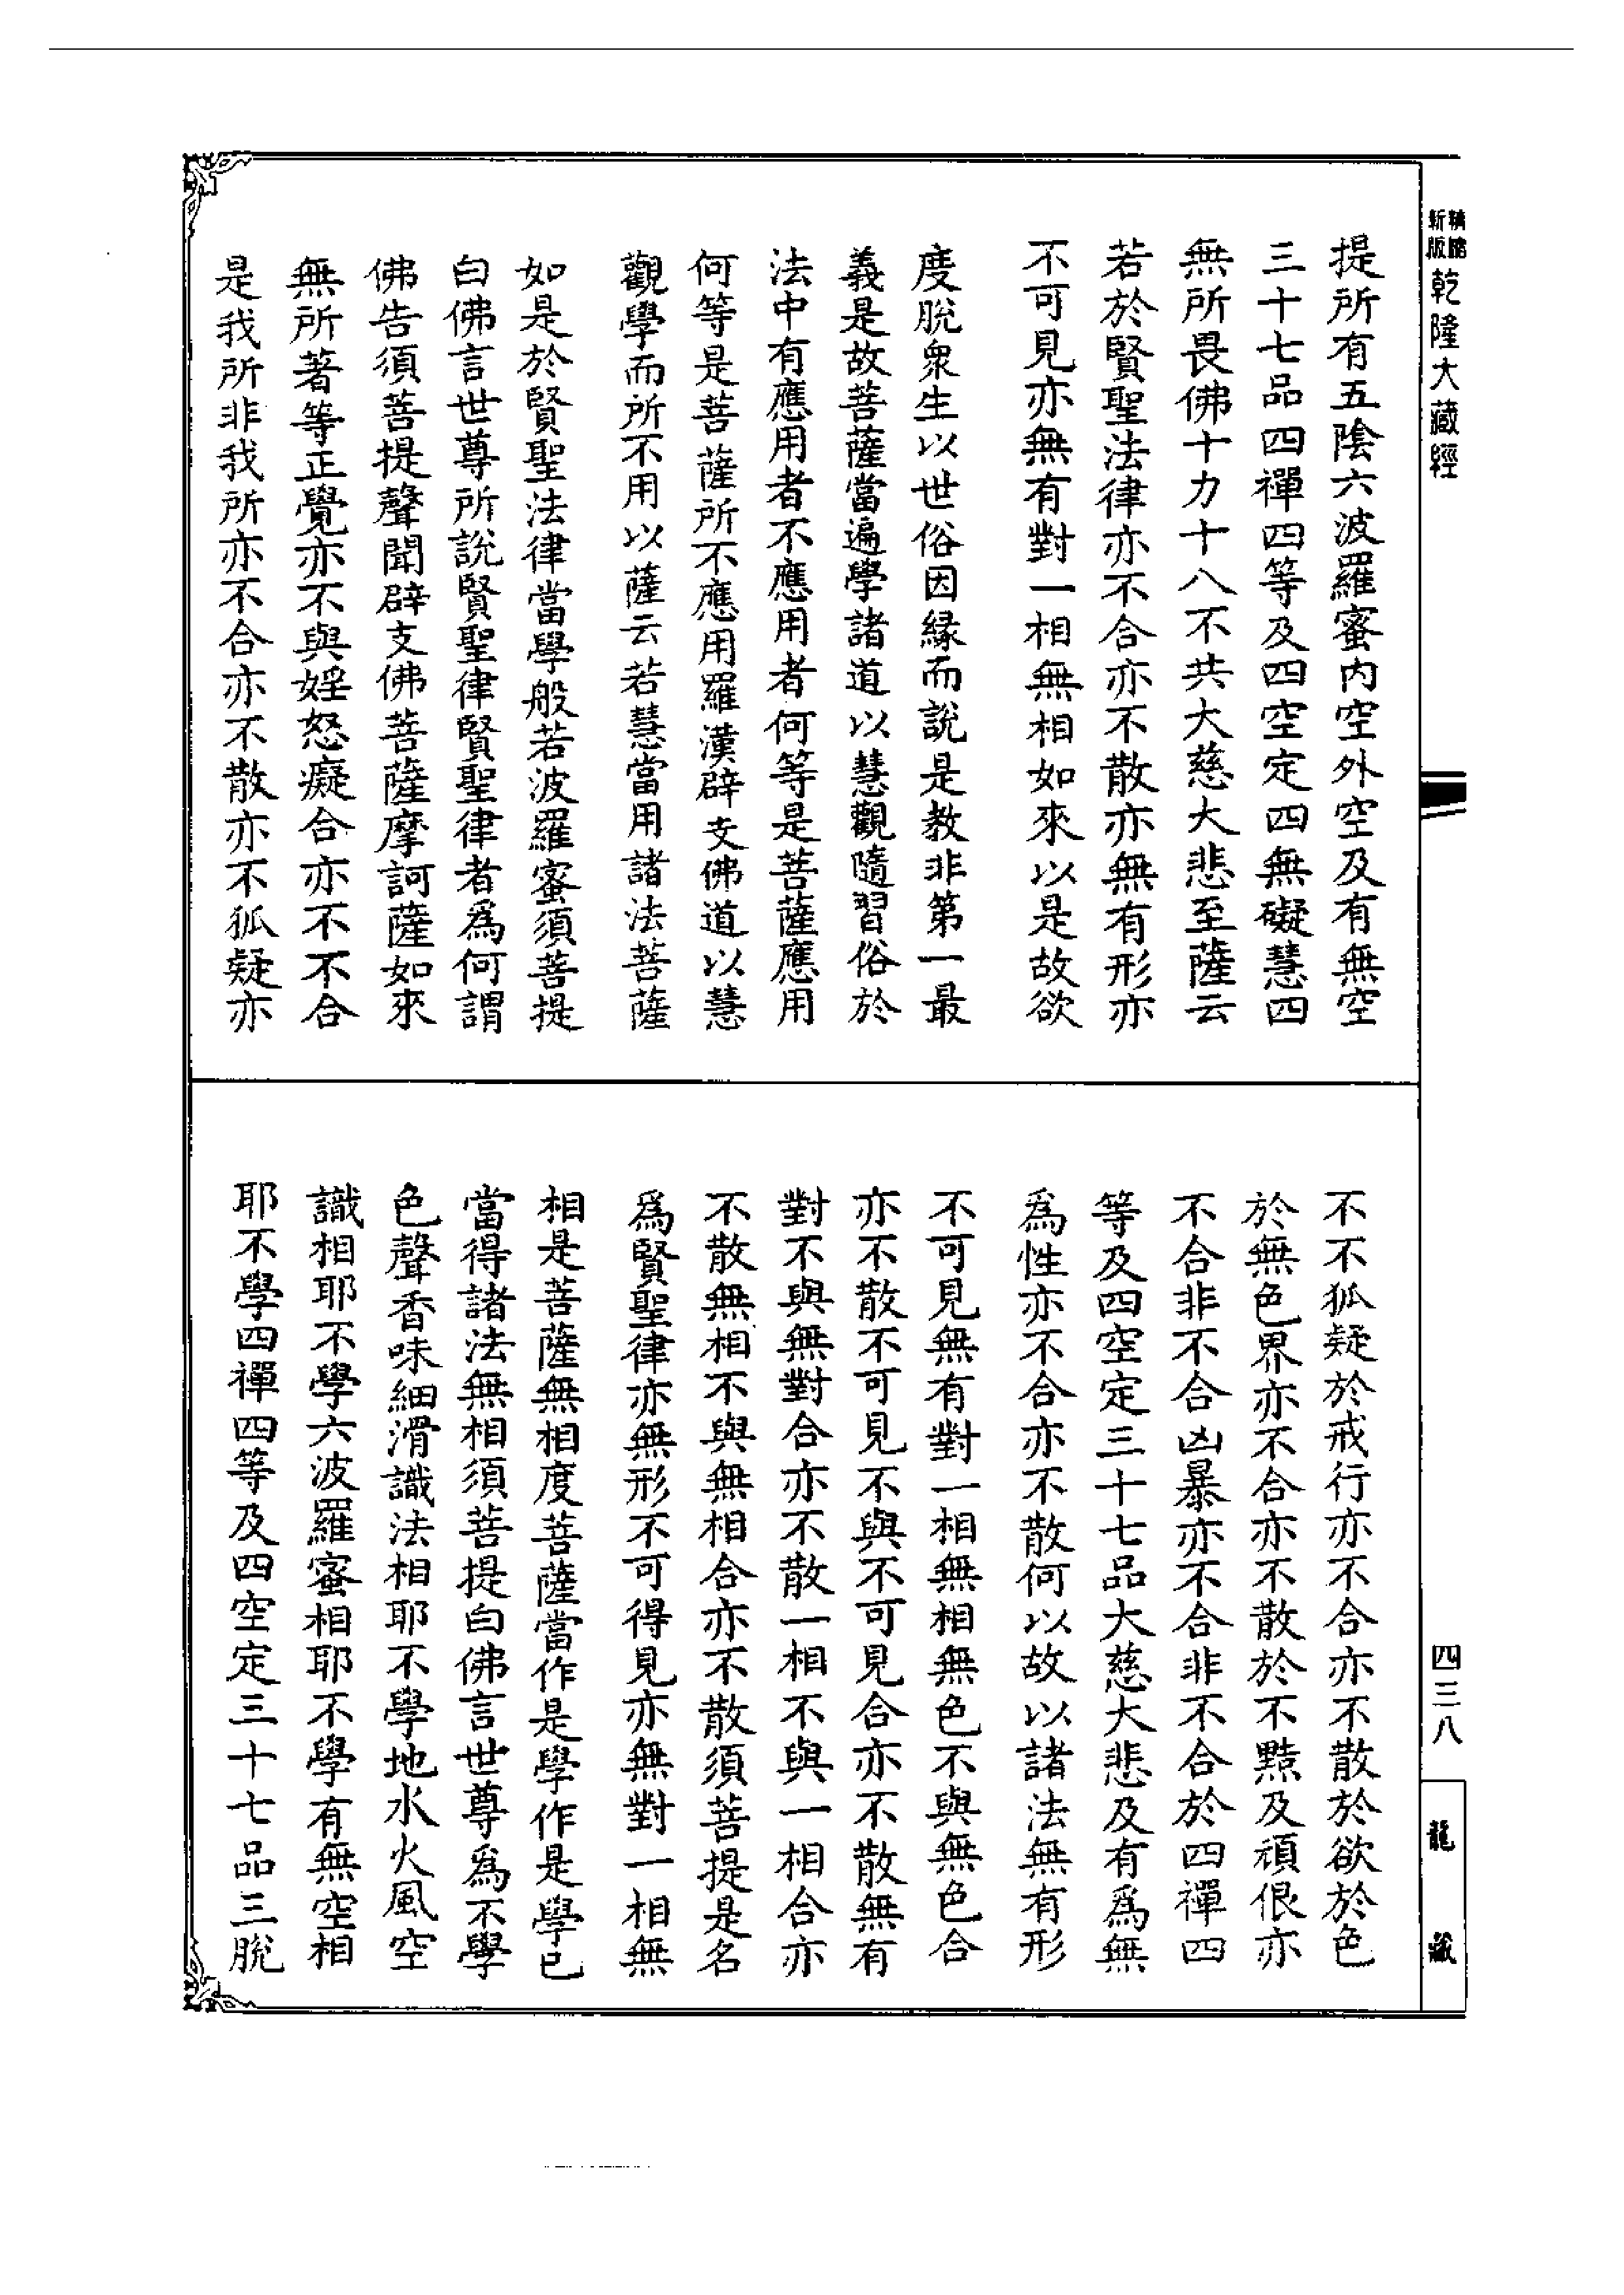 精縮
新版
乾隆大藏經
提所有五陰六波羅蜜内空外空及有無空
三十七品四禪四等及四空定四無礙慧四
無所畏佛十力十八不共大慈大悲至薩云
若於賢聖法律亦不合亦不散亦無有形亦
不可見亦無有對一相無相如來以是故欲
度脫衆生以世俗因縁而說是教非第一最
義是故菩薩當遍學諸道以慧觀隨習俗於
法中有應用者不應用者何等是菩薩應用
何等是菩薩所不應用羅漢辟支佛道以慧
觀學而所不用以薩云若慧當用諸法菩薩
如是於賢聖法律當學般若波羅蜜須菩提
白佛言世尊所說賢聖律賢聖律者為何謂
佛告須菩提聲聞辟支佛菩薩摩訶薩如來
無所著等正覺亦不與婬怒癡合亦不不合
是我所非我所亦不合亦不散亦不狐疑亦
不不狐疑於戒行亦不合亦不散於欲於色
於無色界亦不合亦不散於不黠及頑佷亦
不合非不合凶暴亦不合非不合於四禪四
等及四空定三十七品大慈大悲及有為無
為性亦不合亦不散何以故以諸法無有形
不可見無有對一相無相無色不與無色合
亦不散不可見不與不可見合亦不散無有
對不與無對合亦不散一相不與一相合亦
不散無相不與無相合亦不散須菩提是名
為賢聖律亦無形不可得見亦無對一相無
相是菩薩無相度菩薩當作是學作是學已
當得諸法無相須菩提白佛言世尊為不學
色聲香味細滑識法相耶不學地水火風空
識相耶不學六波羅蜜相耶不學有無空相
耶不學四禪四等及四空定三十七品三脫
四三八
龍藏